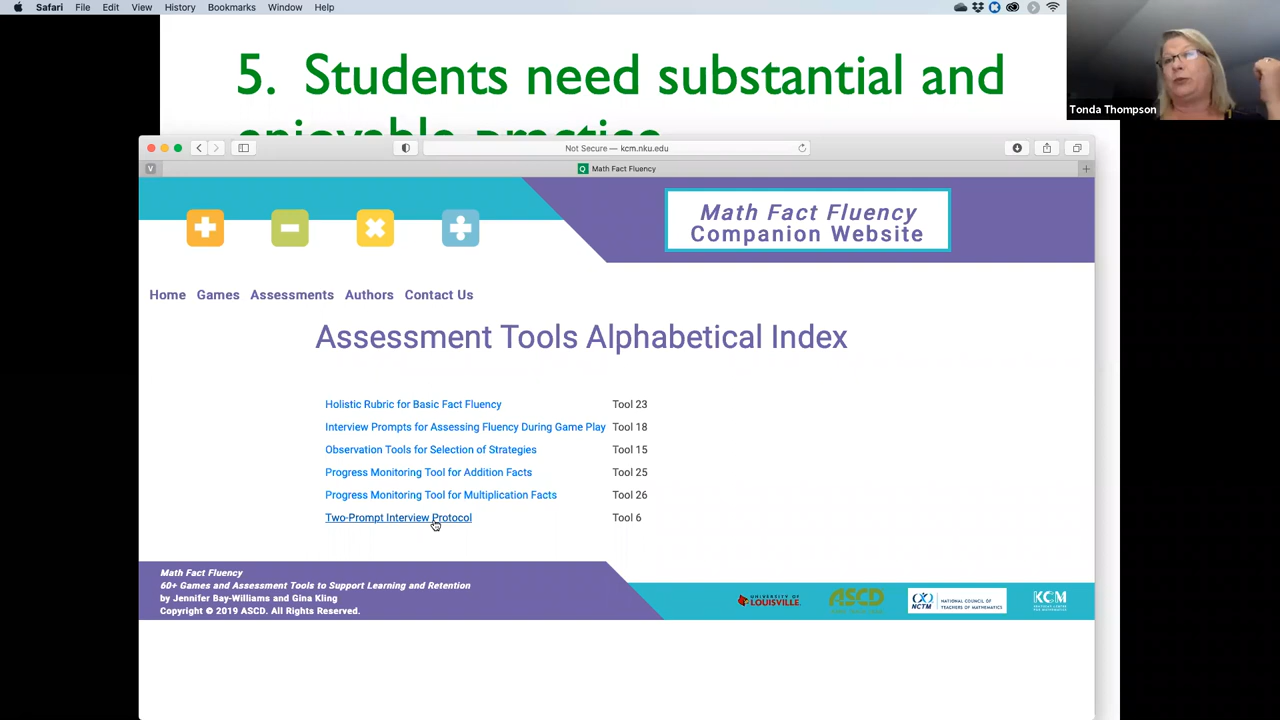 Safari File Edit View History Bookmarks Window Help
5. Students need substantial and
enjoyable practice
Tonda Thompson
Not Secure — kcm.nku.edu
Math Fact Fluency
Math Fact Fluency
Companion Website
Home Games Assessments Authors Contact Us
Assessment Tools Alphabetical Index
Holistic Rubric for Basic Fact Fluency Tool 23
Interview Prompts for Assessing Fluency During Game Play Tool 18
Observation Tools for Selection of Strategies Tool 15
Progress Monitoring Tool for Addition Facts Tool 25
Progress Monitoring Tool for Multiplication Facts Tool 26
Two-Prompt Interview Protocol Tool 6
Math Fact Fluency
60+ Games and Assessment Tools to Support Learning and Retention
by Jennifer Bay-Williams and Gina Kling
Copyright © 2019 ASCD. All Rights Reserved.
UNIVERSITY OF
LOUISVILLE
ASCD
NCTM
NATIONAL COUNCIL OF
TEACHERS OF MATHEMATICS
KCM